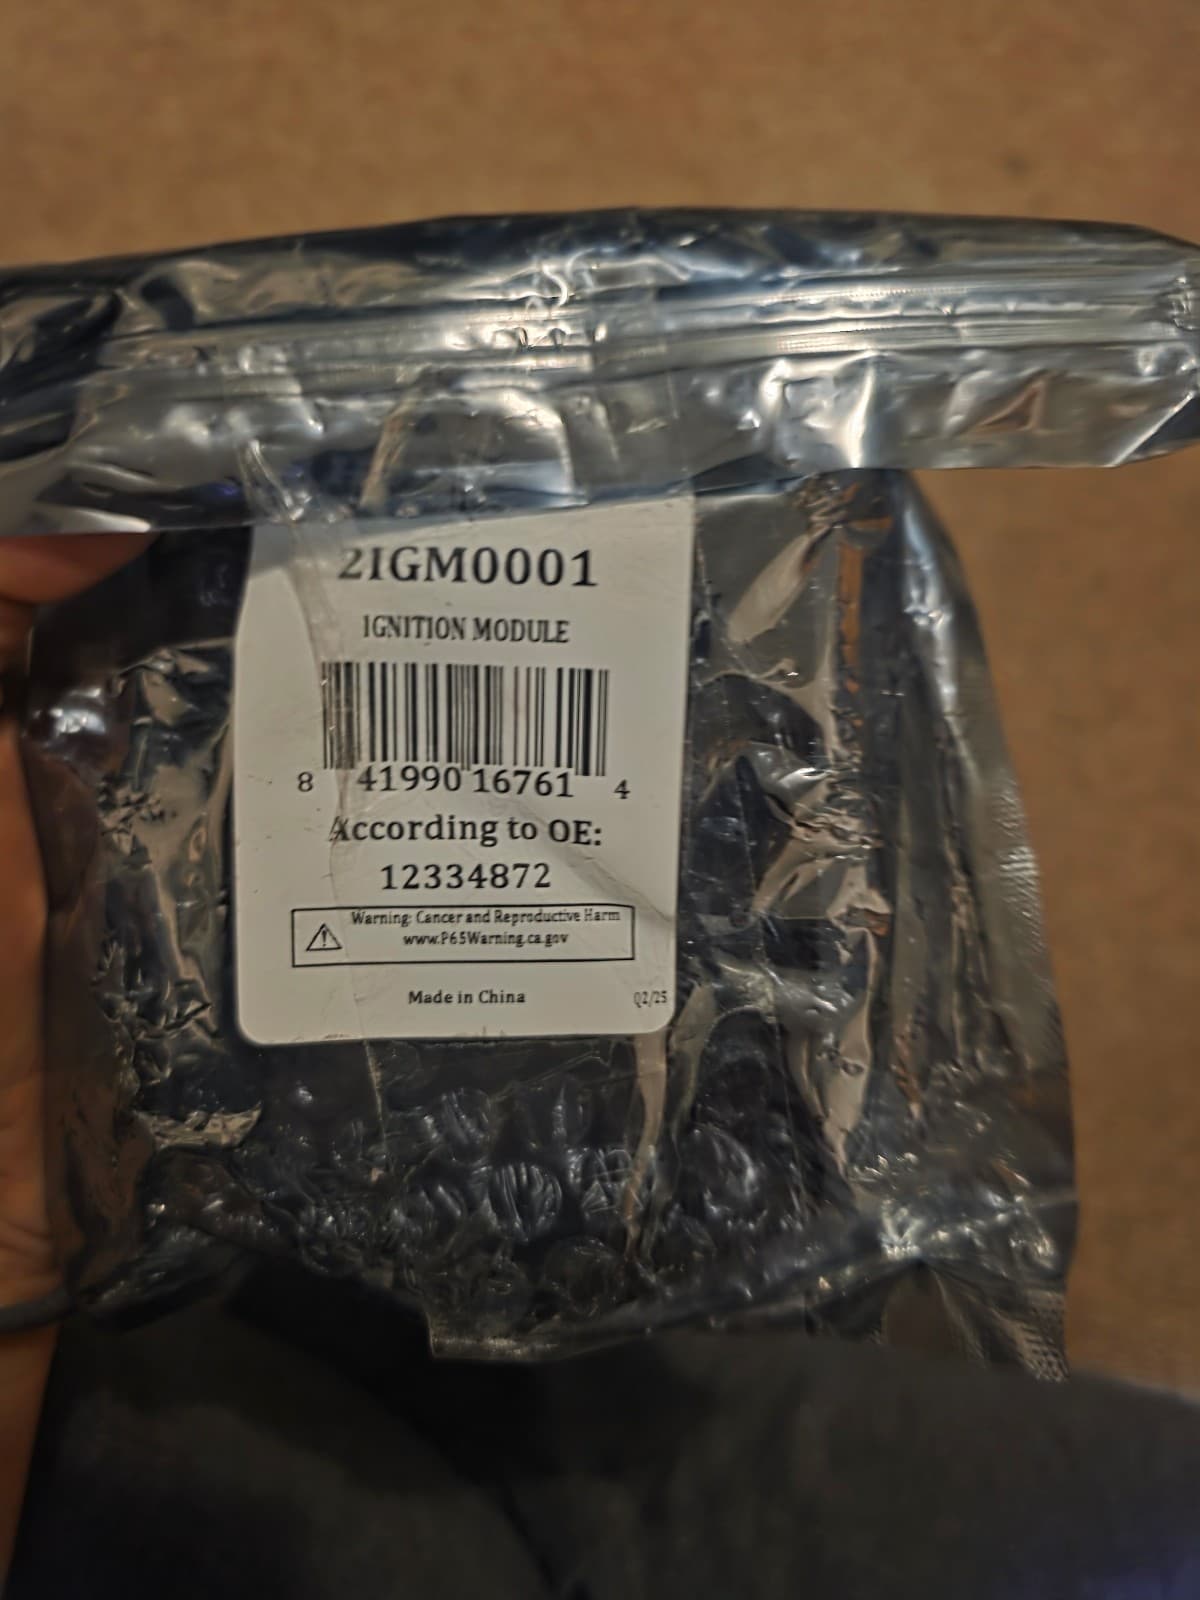 2IGM0001
IGNITION MODULE
8 41990 16761 4
According to OE:
12334872
Warning: Cancer and Reproductive Harm
www.P65Warning.ca.gov
Made in China
Q2/25